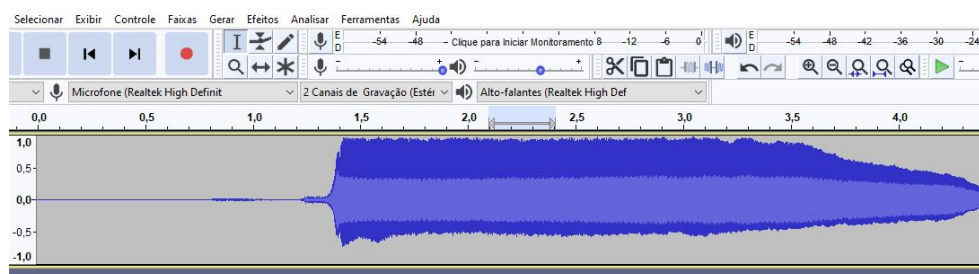 Selecionar Exibir Controle Faixas Gerar Efeitos Analisar Ferramentas Ajuda
E
D
-54 -48 - Clique para Iniciar Monitoramento 8 -12 -6 0
E
D
-54 -48 -42 -36 -30 -24
- + - + -
Microfone (Realtek High Definit
2 Canais de Gravação (Estér
Alto-falantes (Realtek High Def
0,0 0,5 1,0 1,5 2,0 2,5 3,0 3,5 4,0
1,0
0,5
0,0
-0,5
-1,0